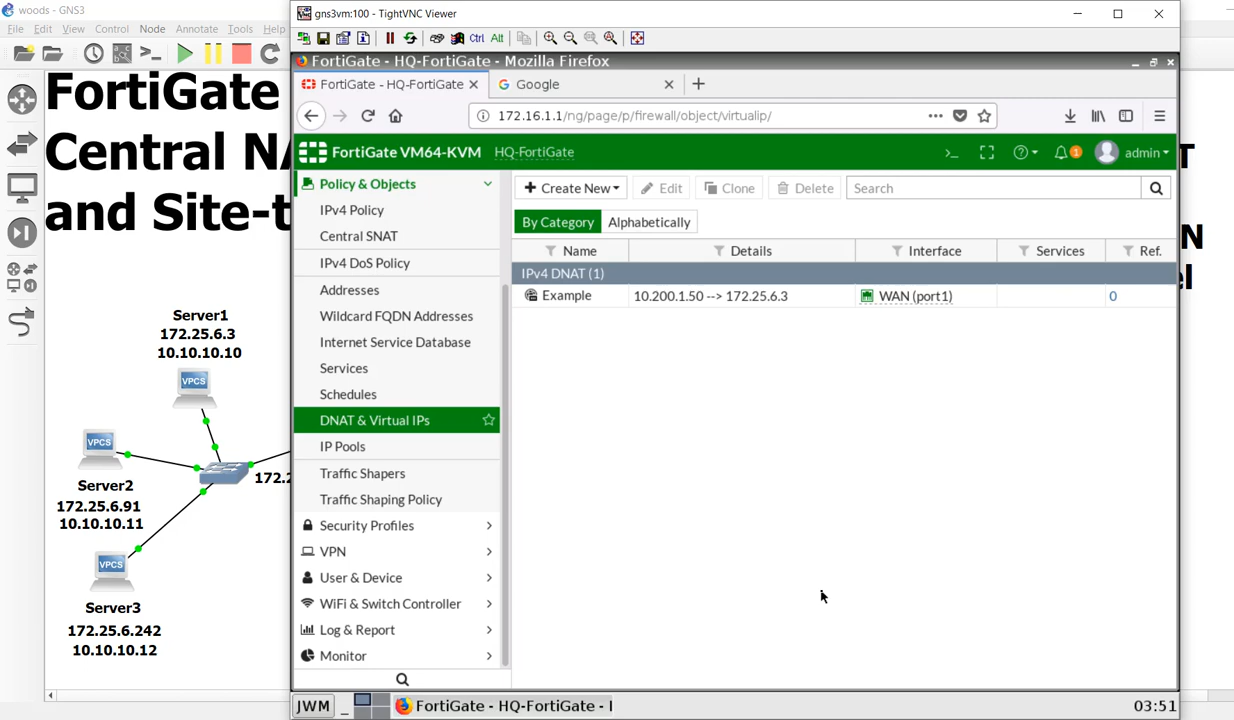 woods - GNS3
File Edit View Control Node Annotate Tools Help
FortiGate
Central NA
and Site-t
T
N
el
Server1
172.25.6.3
10.10.10.10
VPCS
VPCS
Server2
172.25.6.91
10.10.10.11
172.2
VPCS
Server3
172.25.6.242
10.10.10.12
gns3vm:100 - TightVNC Viewer
Ctrl Alt
FortiGate - HQ-FortiGate - Mozilla Firefox
FortiGate - HQ-FortiGate
Google
172.16.1.1/ng/page/p/firewall/object/virtualip/
FortiGate VM64-KVM HQ-FortiGate
1 admin
Policy & Objects
IPv4 Policy
Central SNAT
IPv4 DoS Policy
Addresses
Wildcard FQDN Addresses
Internet Service Database
Services
Schedules
DNAT & Virtual IPs
IP Pools
Traffic Shapers
Traffic Shaping Policy
Security Profiles
VPN
User & Device
WiFi & Switch Controller
Log & Report
Monitor
+ Create New Edit Clone Delete Search
By Category Alphabetically
Name Details Interface Services Ref.
IPv4 DNAT (1)
Example 10.200.1.50 --> 172.25.6.3 WAN (port1) 0
JWM _ FortiGate - HQ-FortiGate - I 03:51